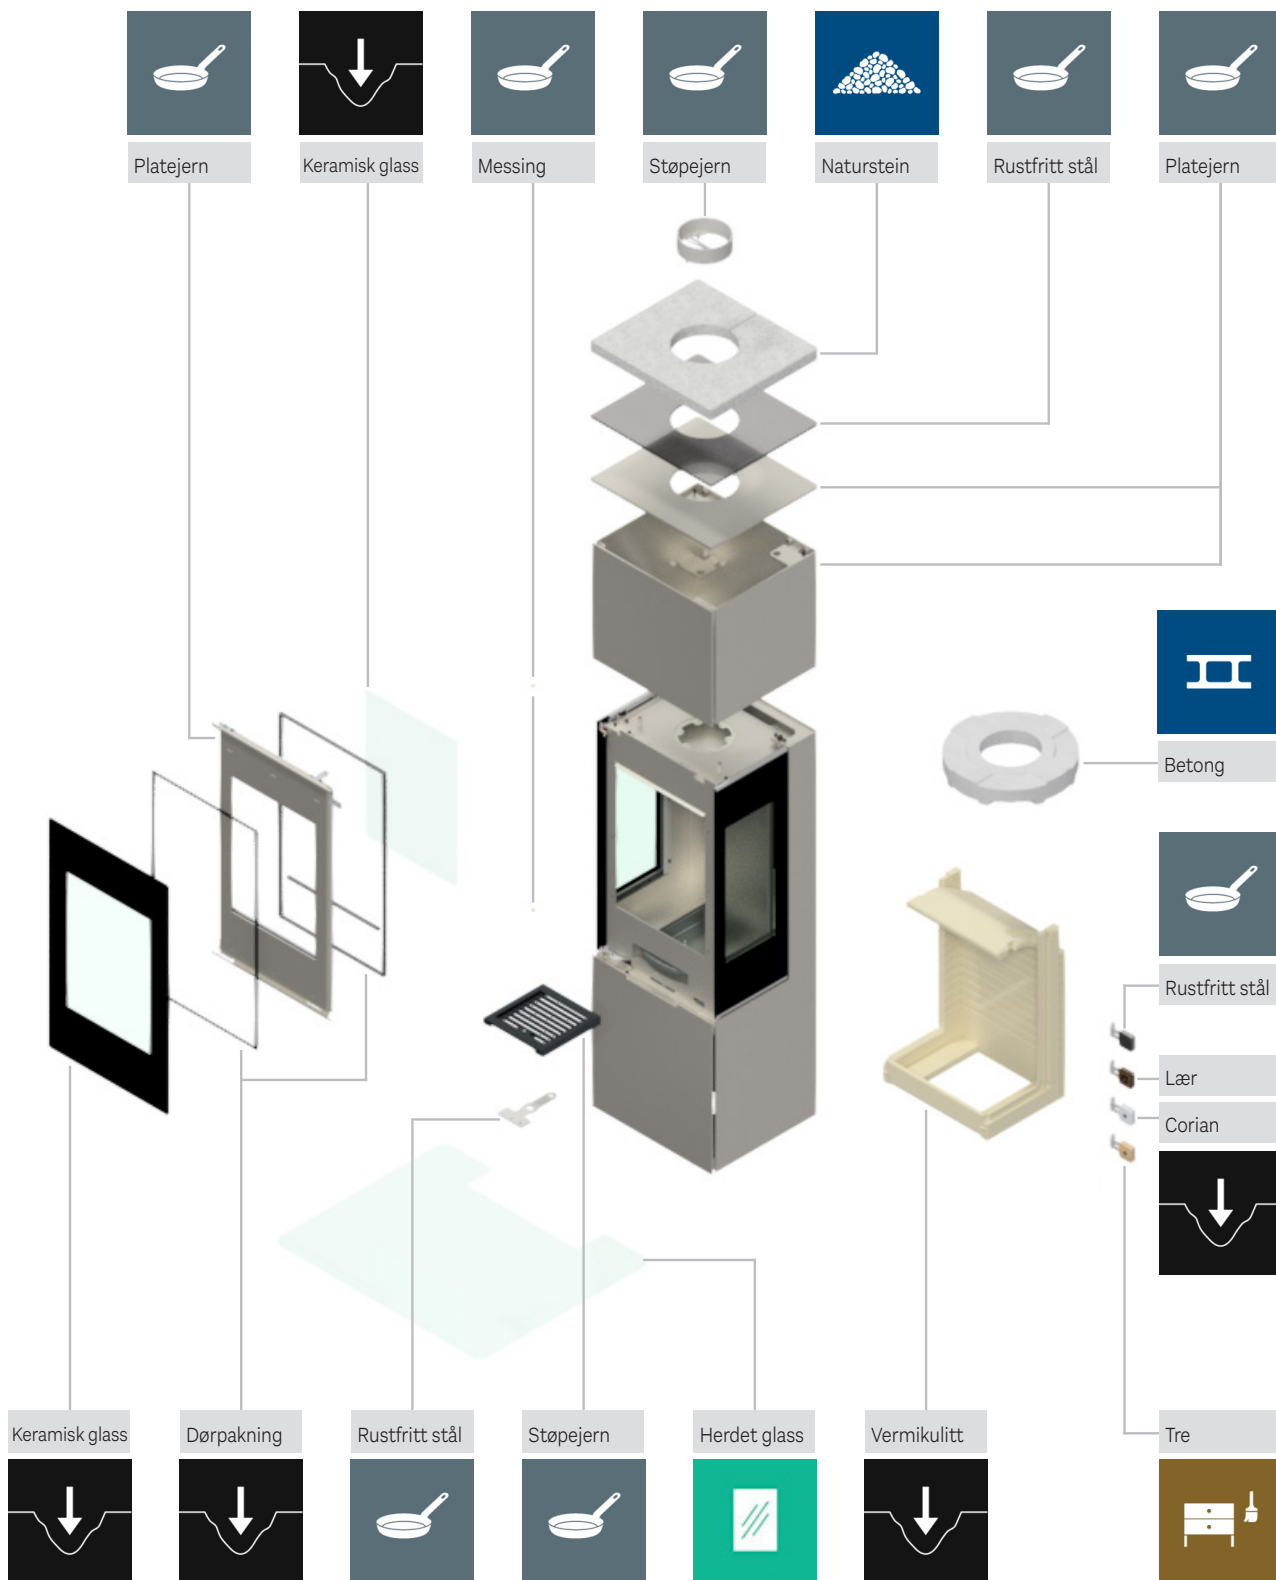 Platejern
Keramisk glass
Messing
Støpejern
Naturstein
Rustfritt stål
Platejern
Betong
Rustfritt stål
Lær
Corian
Keramisk glass
Dørpakning
Rustfritt stål
Støpejern
Herdet glass
Vermikulitt
Tre